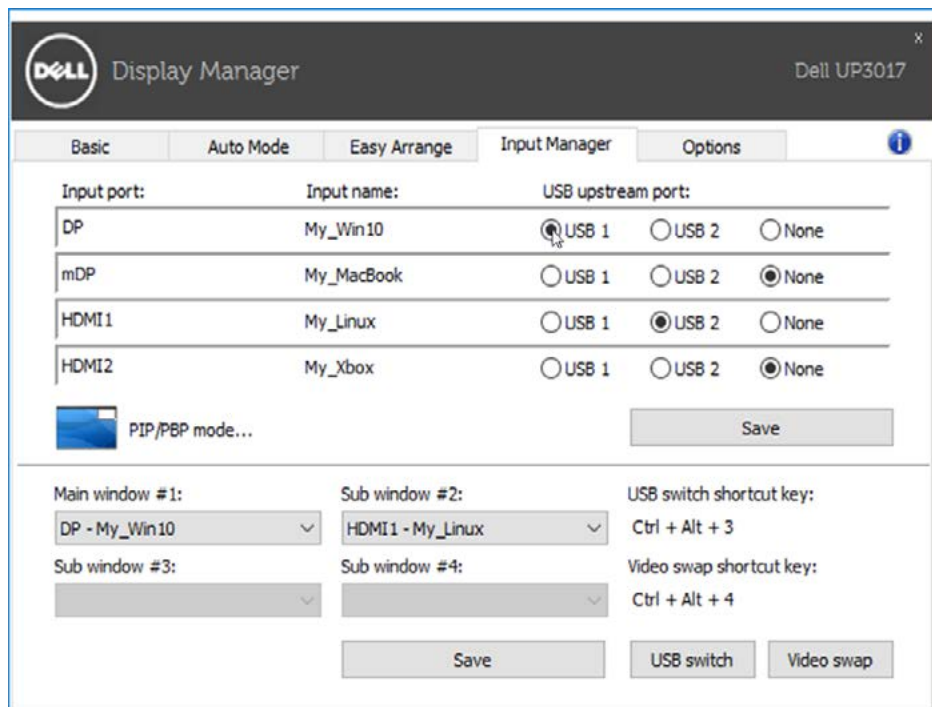 x
DELL Display Manager Dell UP3017
Basic Auto Mode Easy Arrange Input Manager Options i
Input port: Input name: USB upstream port:
DP My_Win10 USB 1 USB 2 None
mDP My_MacBook USB 1 USB 2 None
HDMI1 My_Linux USB 1 USB 2 None
HDMI2 My_Xbox USB 1 USB 2 None
PIP/PBP mode... Save
Main window #1: Sub window #2: USB switch shortcut key:
DP - My_Win10 HDMI1 - My_Linux Ctrl + Alt + 3
Sub window #3: Sub window #4: Video swap shortcut key:
Ctrl + Alt + 4
Save USB switch Video swap